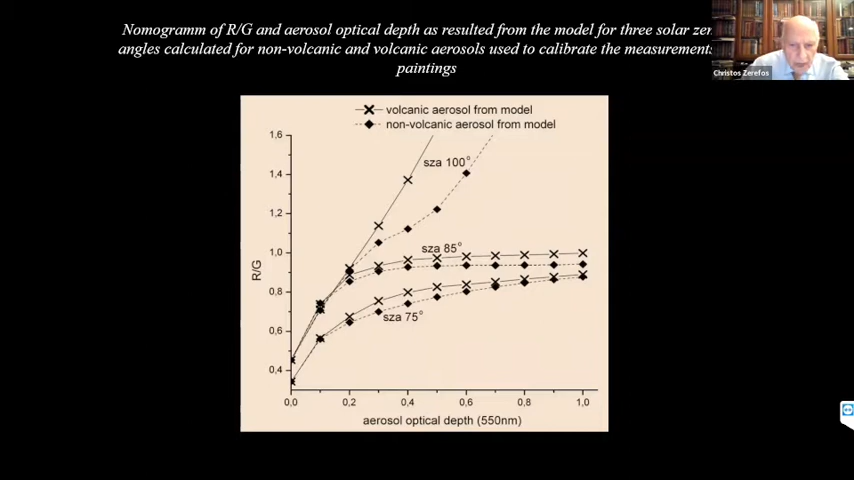 Nomogramm of R/G and aerosol optical depth as resulted from the model for three solar
angles calculated for non-volcanic and volcanic aerosols used to calibrate the measurements
paintings
Christos Zerefos
volcanic aerosol from model
non-volcanic aerosol from model
1,6
1,4
1,2
1,0
0,8
0,6
0,4
R/G
sza 100°
sza 85°
sza 75°
0,0 0,2 0,4 0,6 0,8 1,0
aerosol optical depth (550nm)